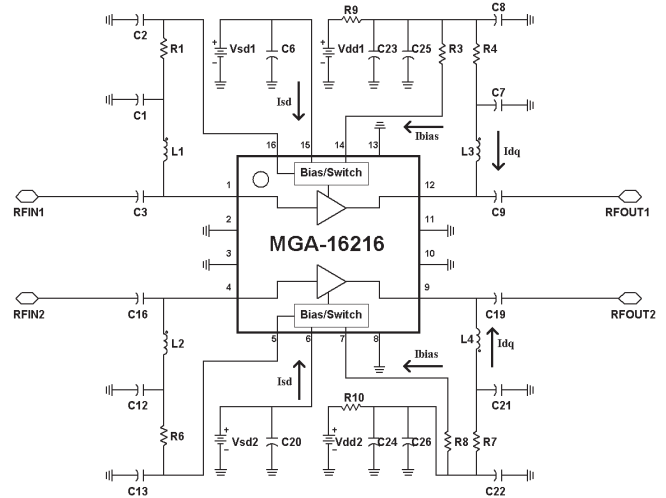 C2
R1
Vsd1
C6
R9
Vdd1
C23
C25
R3
R4
C8
C1
Isd
C7
Ibias
L1
16
15
14
13
L3
Idq
Bias/Switch
RFIN1
C3
1
12
C9
RFOUT1
2
11
MGA-16216
3
10
RFIN2
C16
4
9
C19
RFOUT2
Bias/Switch
L2
5
6
7
8
L4
Idq
Ibias
Isd
C12
C21
R6
Vsd2
C20
R10
Vdd2
C24
C26
R8
R7
C13
C22